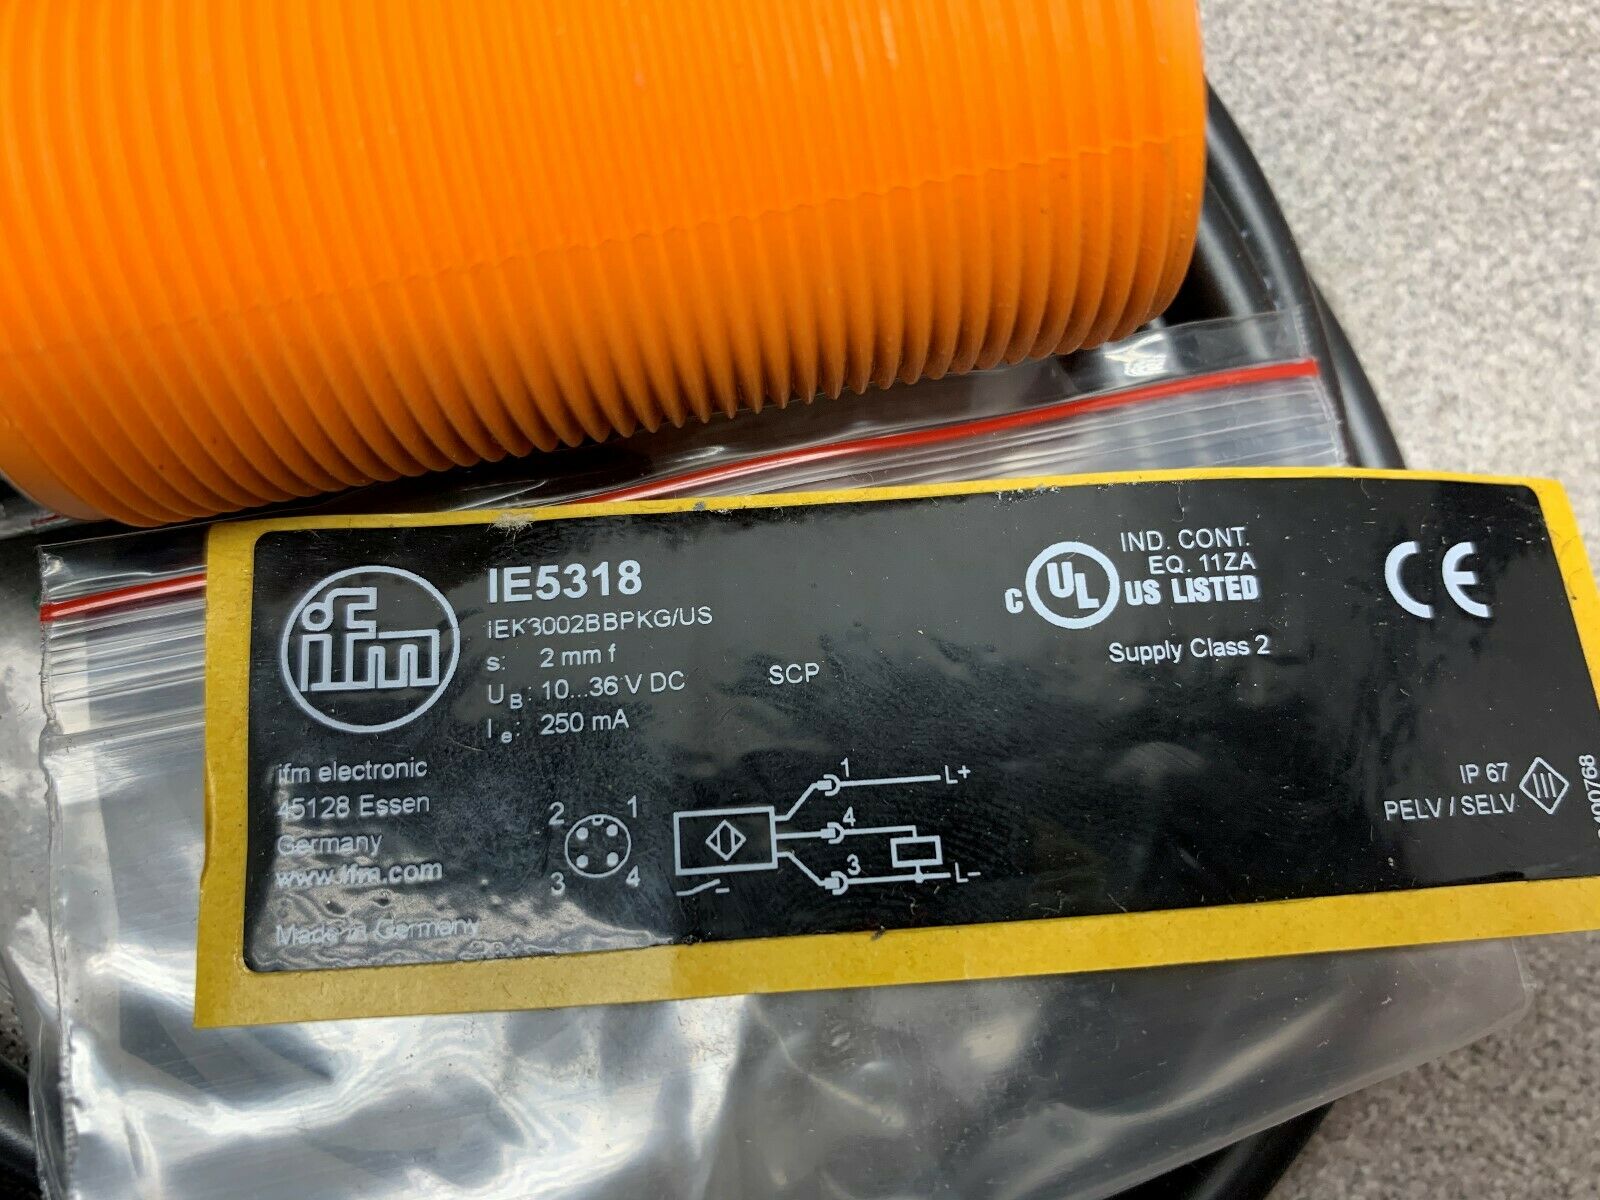 ifm
IE5318
IEK3002BBPKG/US
s: 2 mm f
UB: 10...36 V DC
Ie: 250 mA
SCP
ifm electronic
45128 Essen
Germany
www.ifm.com
Made in Germany
2 1
3 4
1 L+
4
3 L-
IND. CONT.
EQ. 11ZA
C UL US LISTED
Supply Class 2
CE
IP 67
PELV / SELV
III